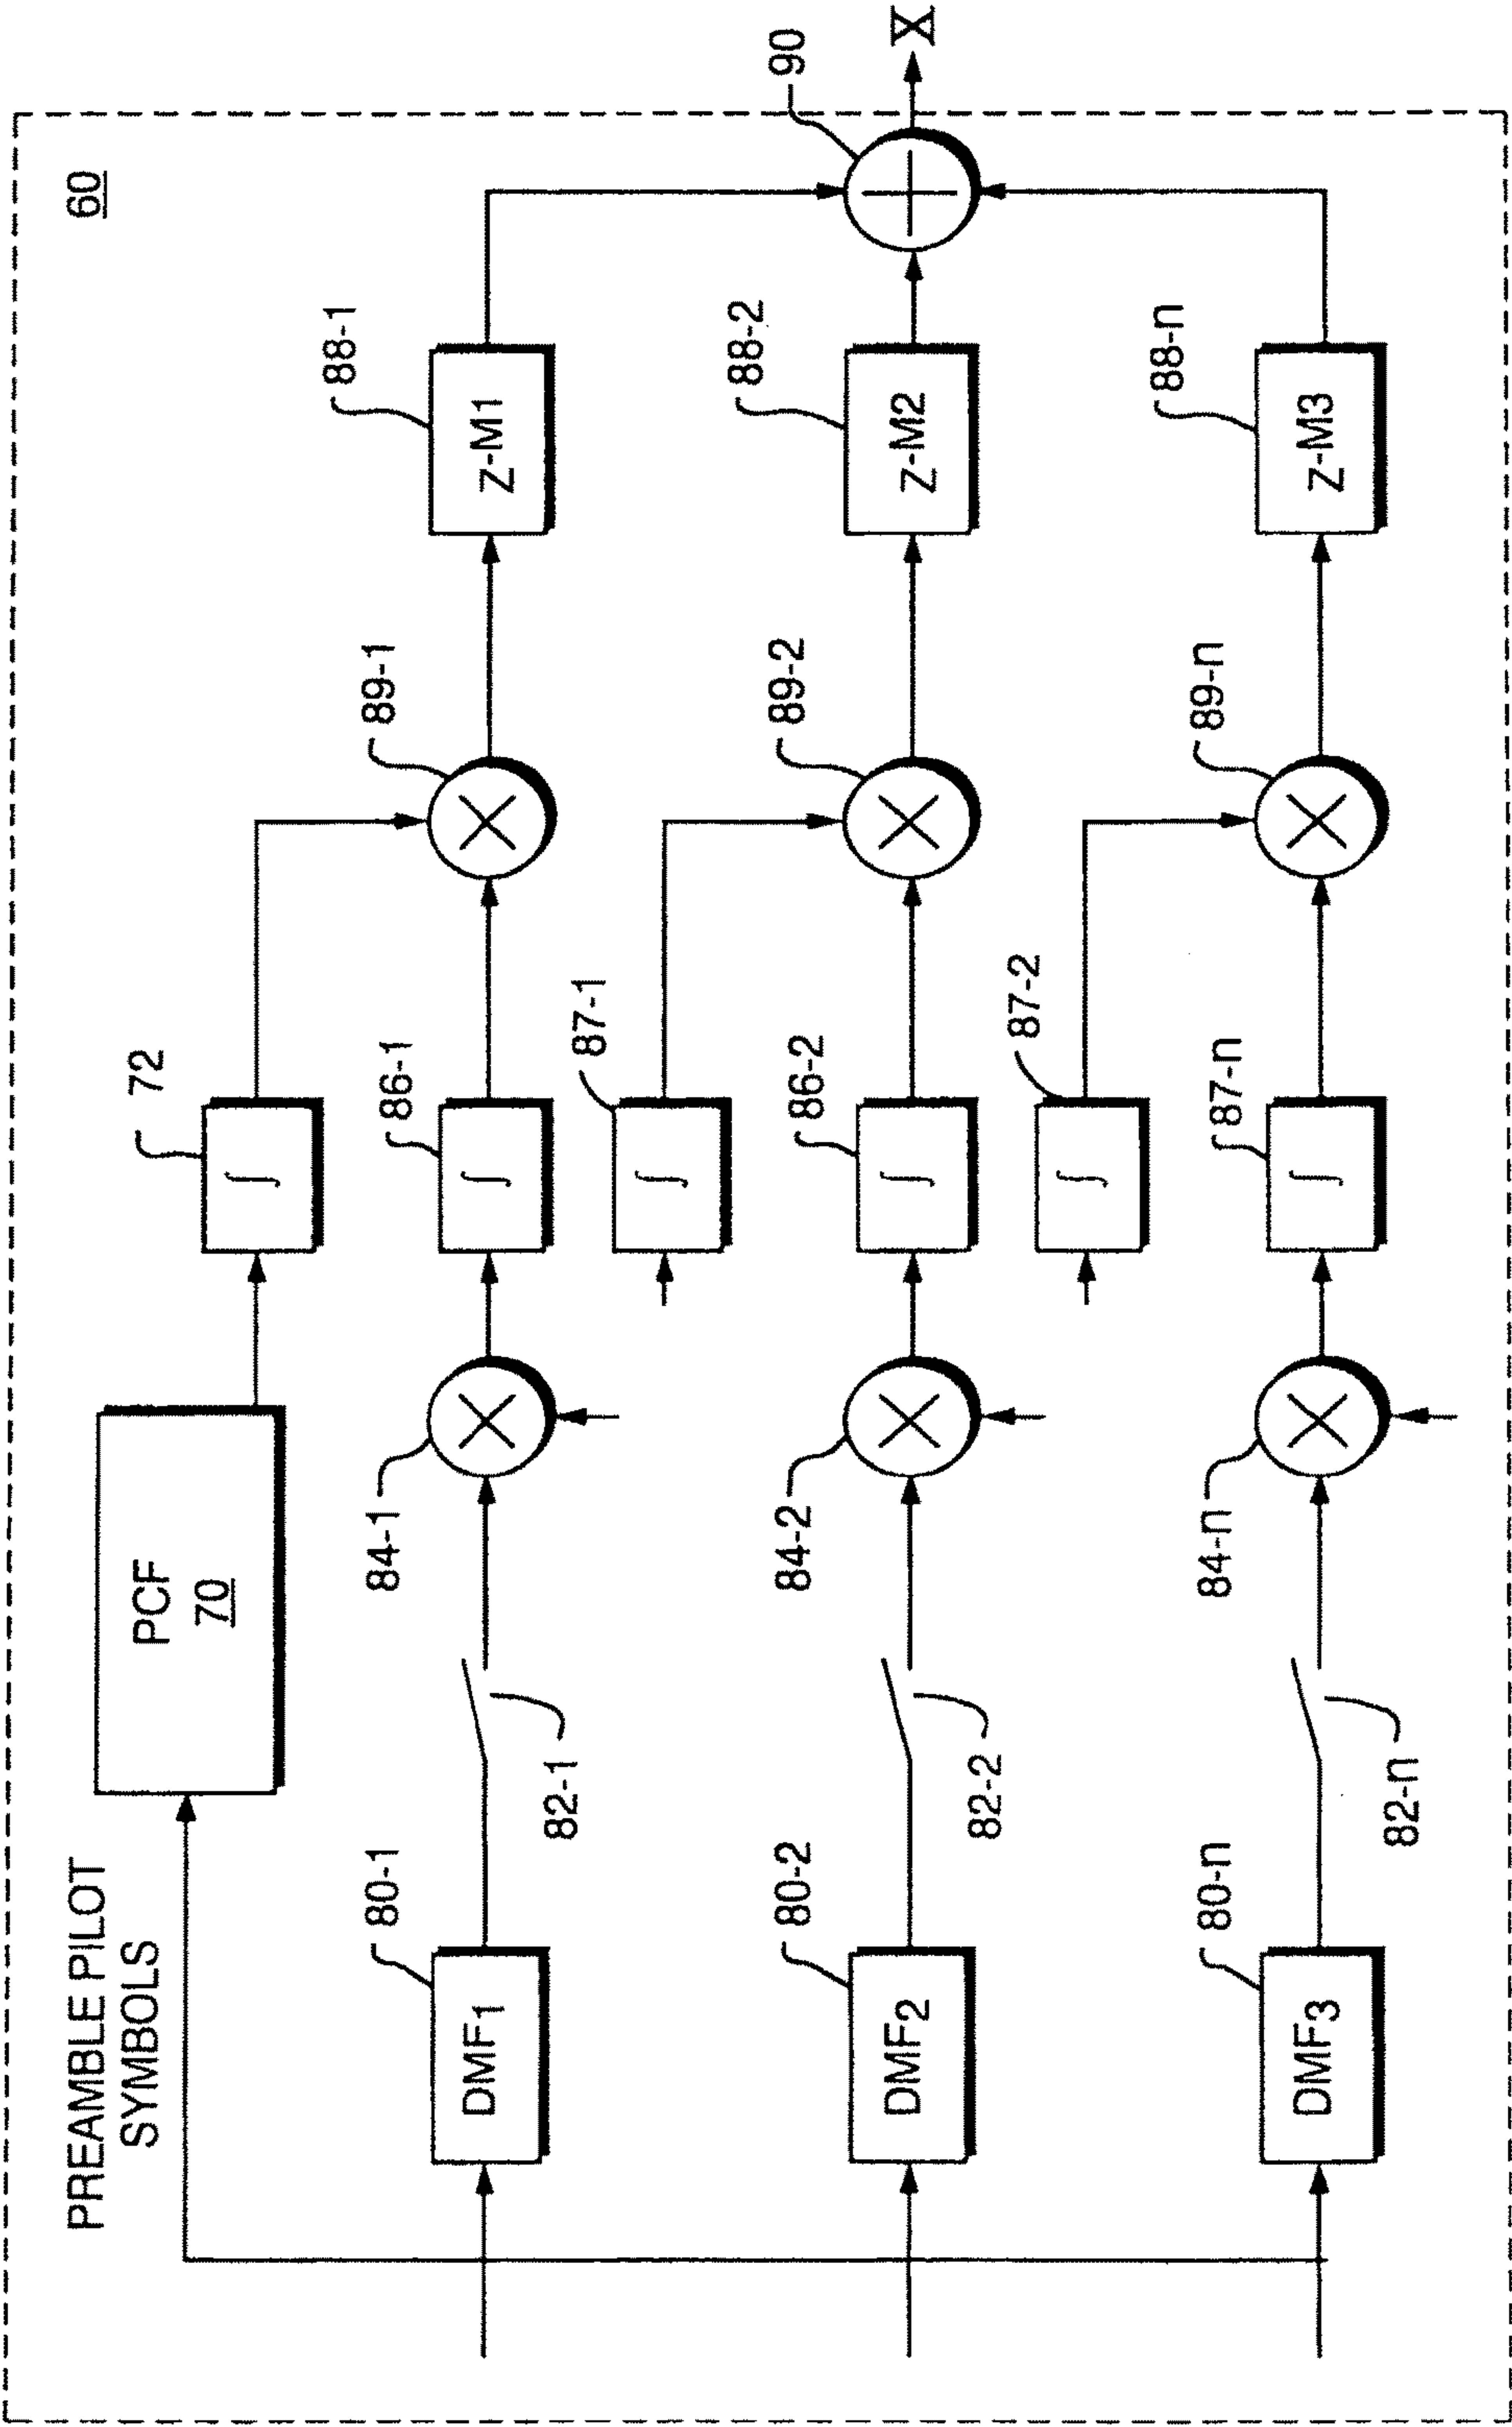 60
PREAMBLE PILOT
SYMBOLS
PCF
70
72
80-1
DMF1
82-1
84-1
86-1
∫
∫
89-1
88-1
Z-M1
87-1
∫
80-2
DMF2
82-2
84-2
86-2
∫
89-2
88-2
Z-M2
90
X
87-2
∫
80-n
DMF3
82-n
84-n
87-n
∫
89-n
88-n
Z-M3